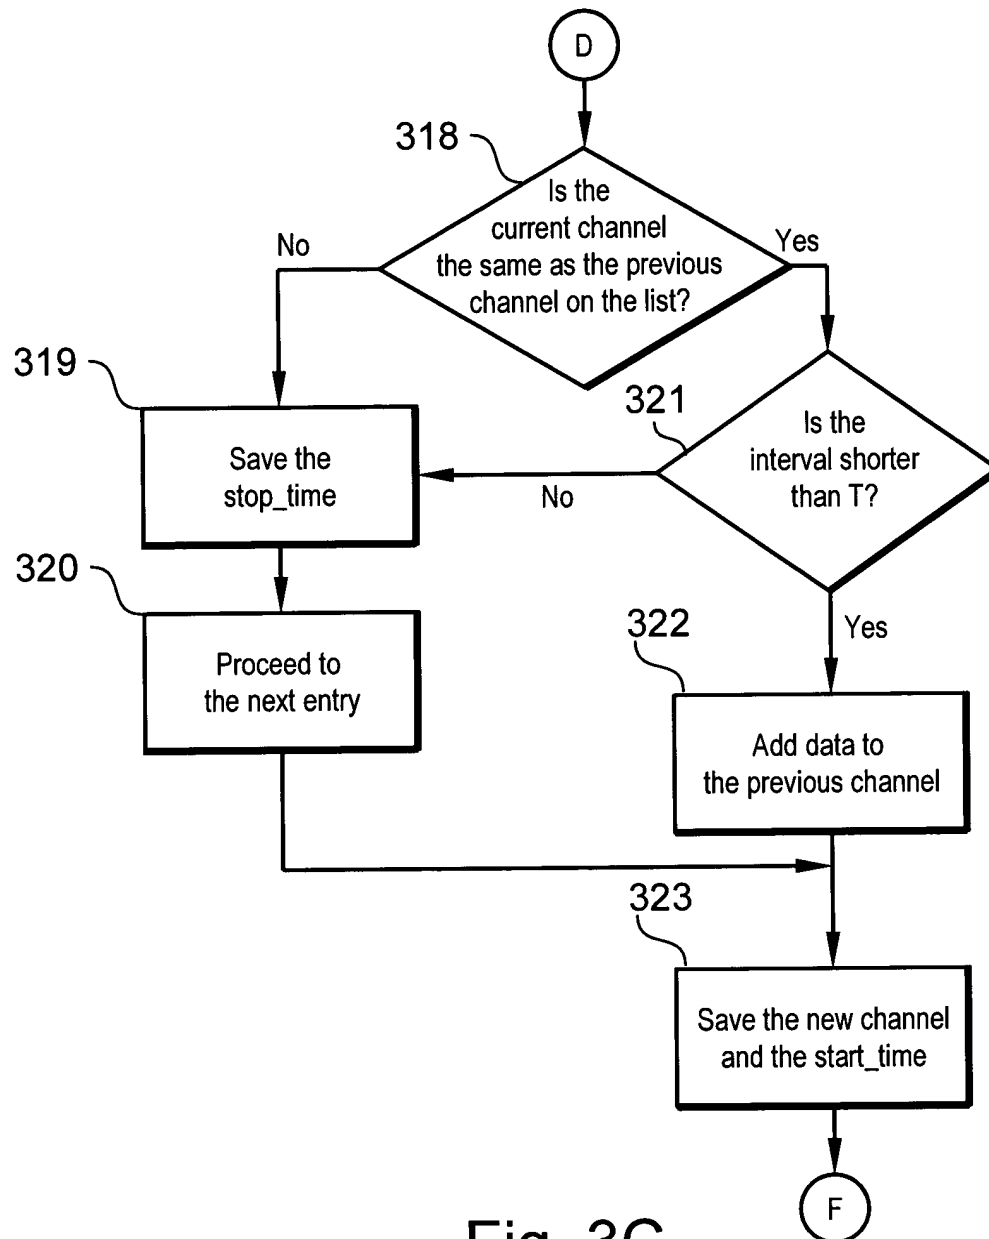 D
318
Is the
current channel
the same as the previous
channel on the list?
No
Yes
319
Save the
stop_time
321
Is the
interval shorter
than T?
No
Yes
320
Proceed to
the next entry
322
Add data to
the previous channel
323
Save the new channel
and the start_time
F
Fig. 3C